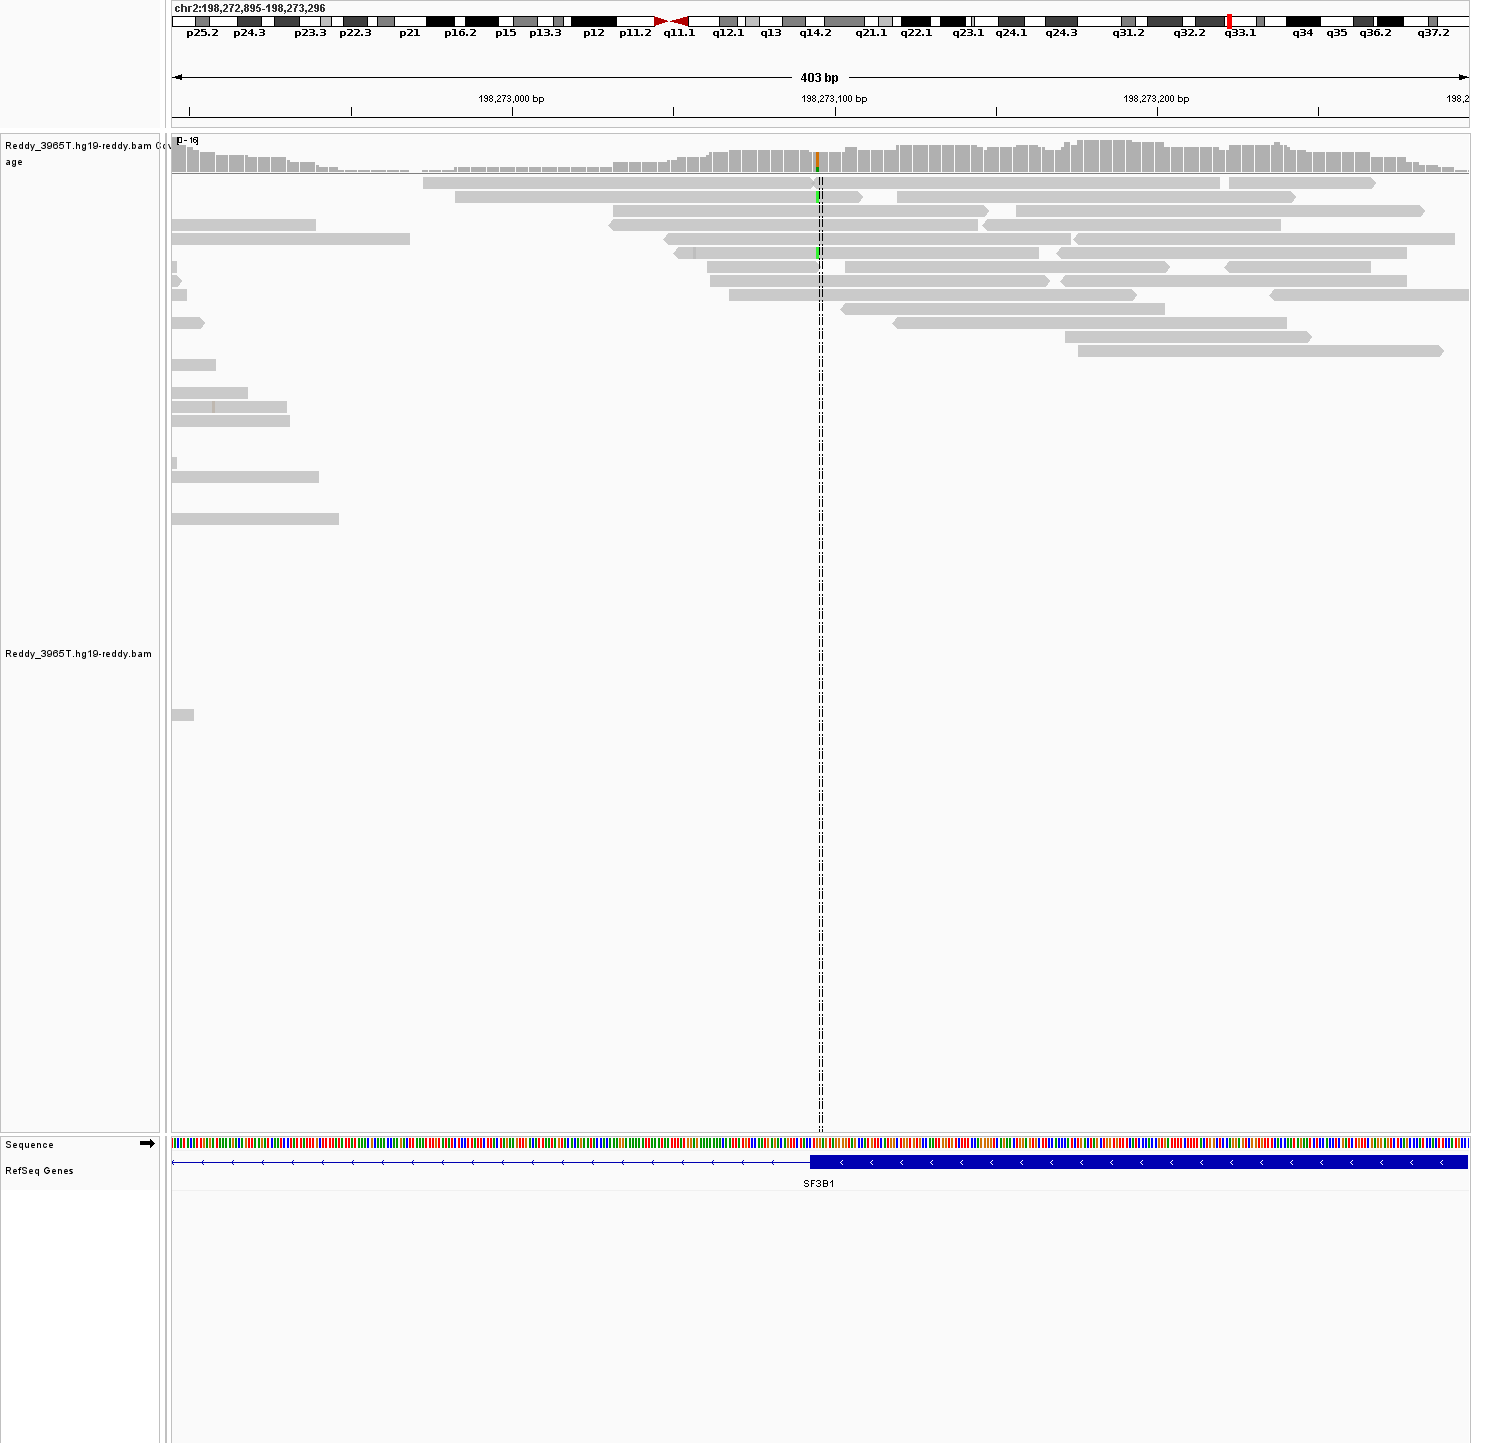 chr2:198,272,895-198,273,296
p25.2 p24.3 p23.3 p22.3 p21 p16.2 p15 p13.3 p12 p11.2 q11.1 q12.1 q13 q14.2 q21.1 q22.1 q23.1 q24.1 q24.3 q31.2 q32.2 q33.1 q34 q35 q36.2 q37.2
403 bp
198,273,000 bp 198,273,100 bp 198,273,200 bp 198,2
Reddy_3965T.hg19-reddy.bam Cov
age
[0 - 16]
Reddy_3965T.hg19-reddy.bam
Sequence
RefSeq Genes
SF3B1